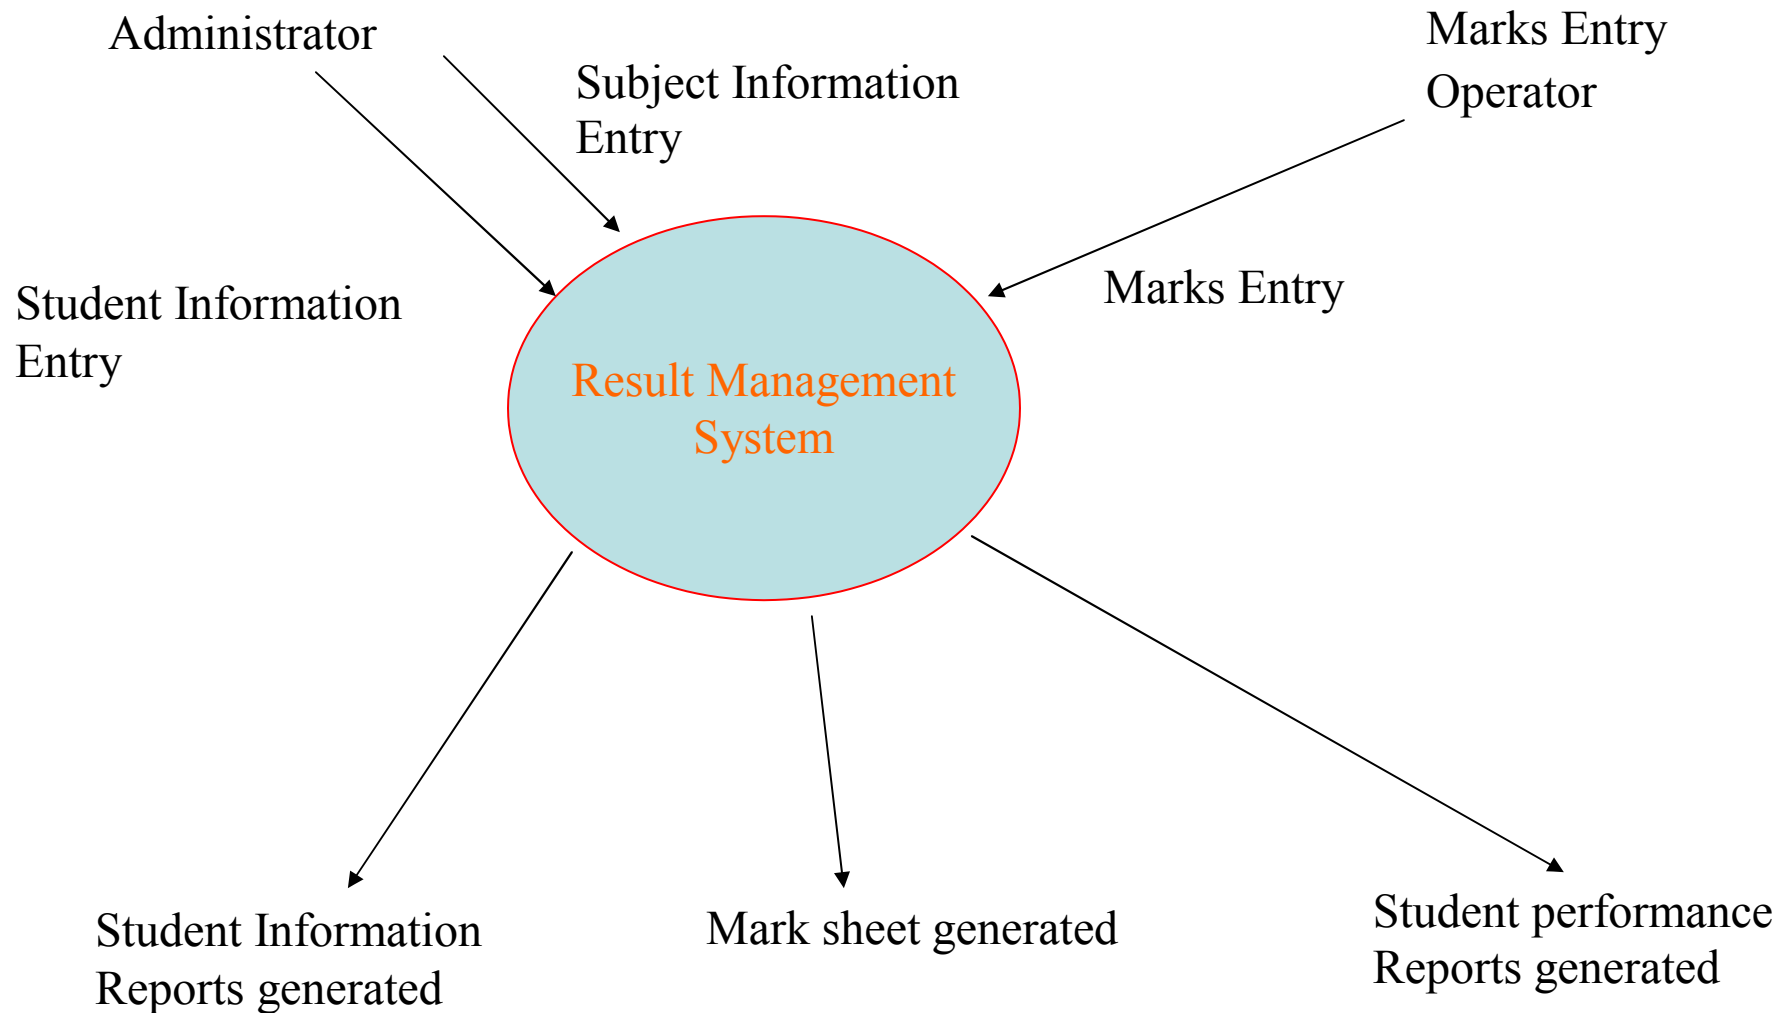 Administrator
Marks Entry
Operator
Subject Information
Entry
Student Information
Entry
Marks Entry
Result Management
System
Student Information
Reports generated
Mark sheet generated
Student performance
Reports generated